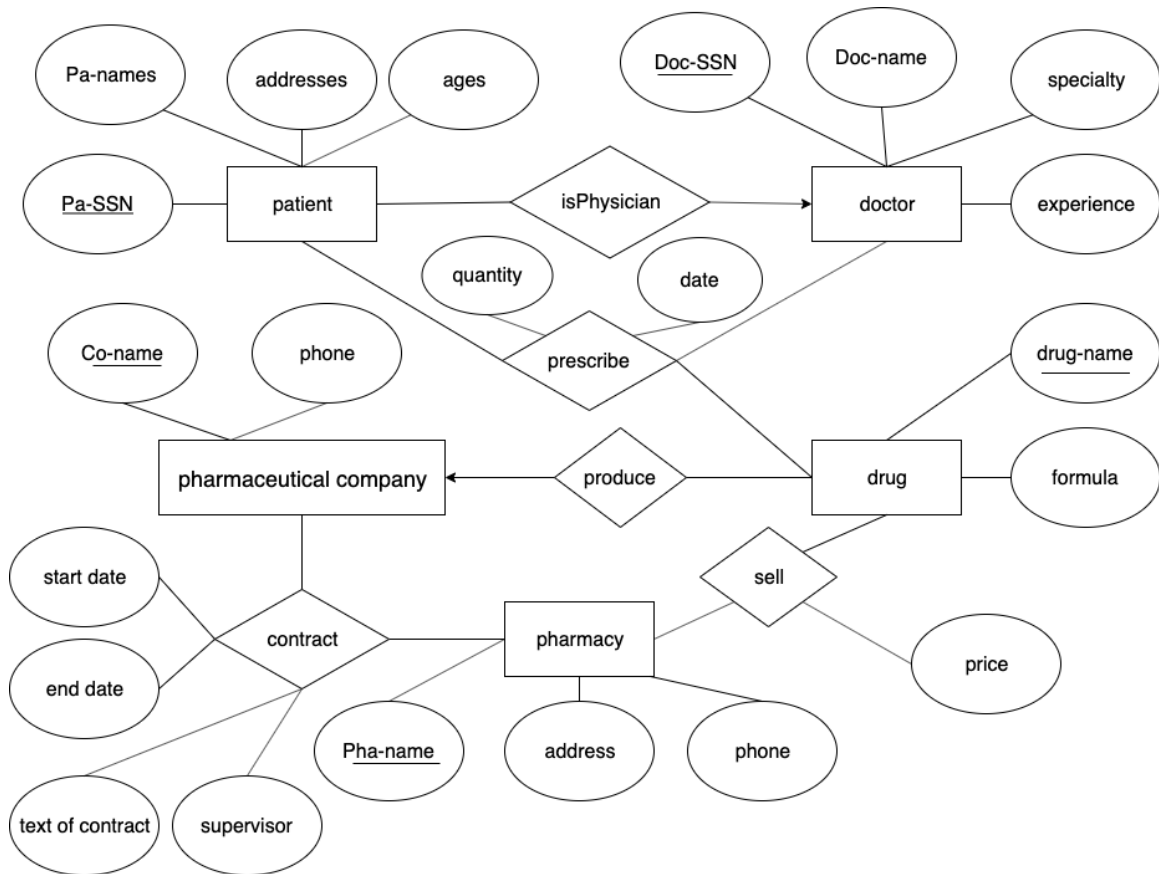 Pa-names
addresses
ages
Doc-SSN
Doc-name
specialty
Pa-SSN
patient
isPhysician
doctor
experience
quantity
date
Co-name
phone
prescribe
drug-name
pharmaceutical company
produce
drug
formula
start date
sell
contract
pharmacy
price
end date
Pha-name
address
phone
text of contract
supervisor